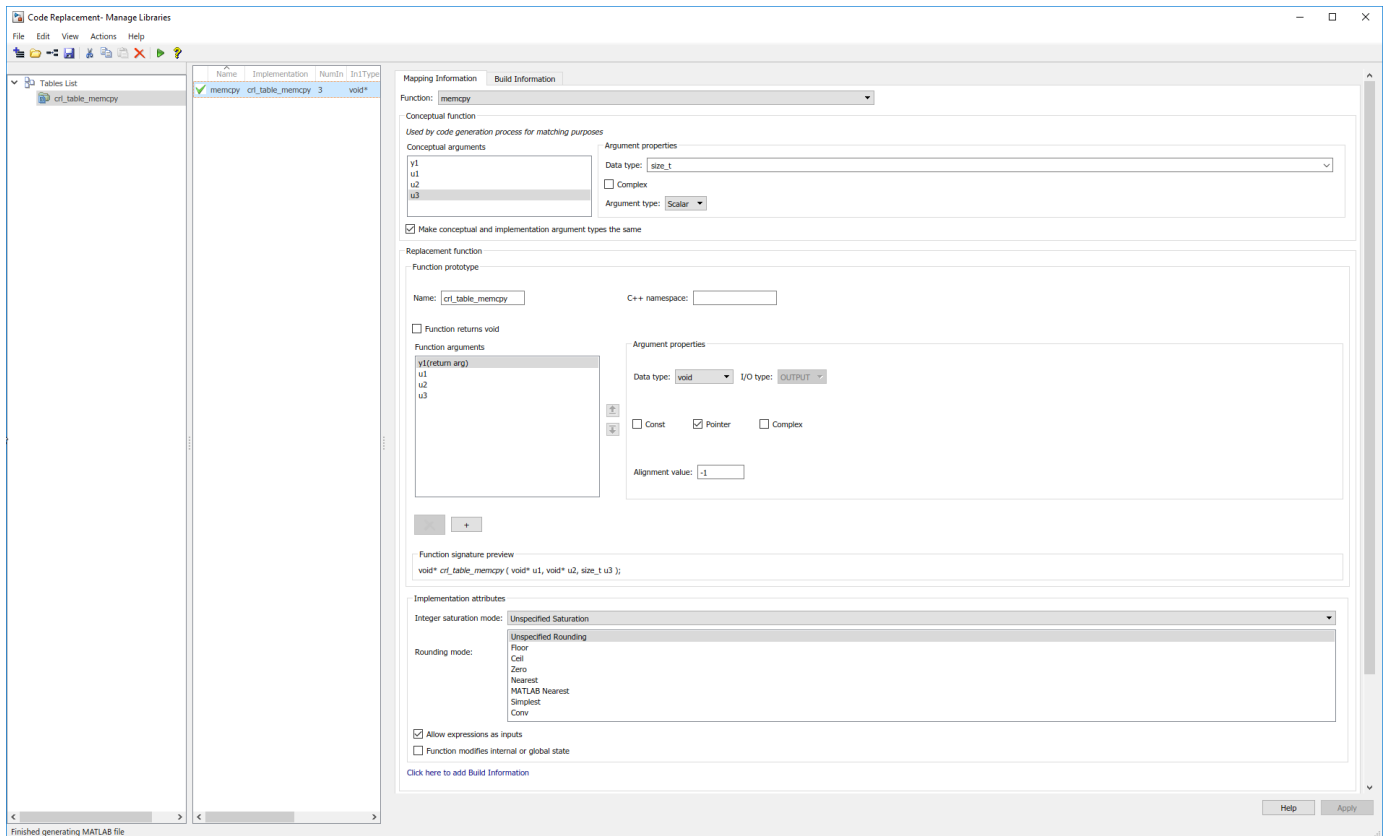 Code Replacement- Manage Libraries
File Edit View Actions Help
Tables List
crl_table_memcpy
Name Implementation NumIn In1Type
memcpy crl_table_memcpy 3 void*
Mapping Information Build Information
Function: memcpy
Conceptual function
Used by code generation process for matching purposes
Conceptual arguments
y1
u1
u2
u3
Argument properties
Data type: size_t
Complex
Argument type: Scalar
Make conceptual and implementation argument types the same
Replacement function
Function prototype
Name: crl_table_memcpy C++ namespace:
Function returns void
Function arguments
y1(return arg)
u1
u2
u3
Argument properties
Data type: void I/O type: OUTPUT
Const Pointer Complex
Alignment value: -1
+
Function signature preview
void* crl_table_memcpy ( void* u1, void* u2, size_t u3 );
Implementation attributes
Integer saturation mode: Unspecified Saturation
Rounding mode:
Unspecified Rounding
Floor
Ceil
Zero
Nearest
MATLAB Nearest
Simplest
Conv
Allow expressions as inputs
Function modifies internal or global state
Click here to add Build Information
Help Apply
Finished generating MATLAB file